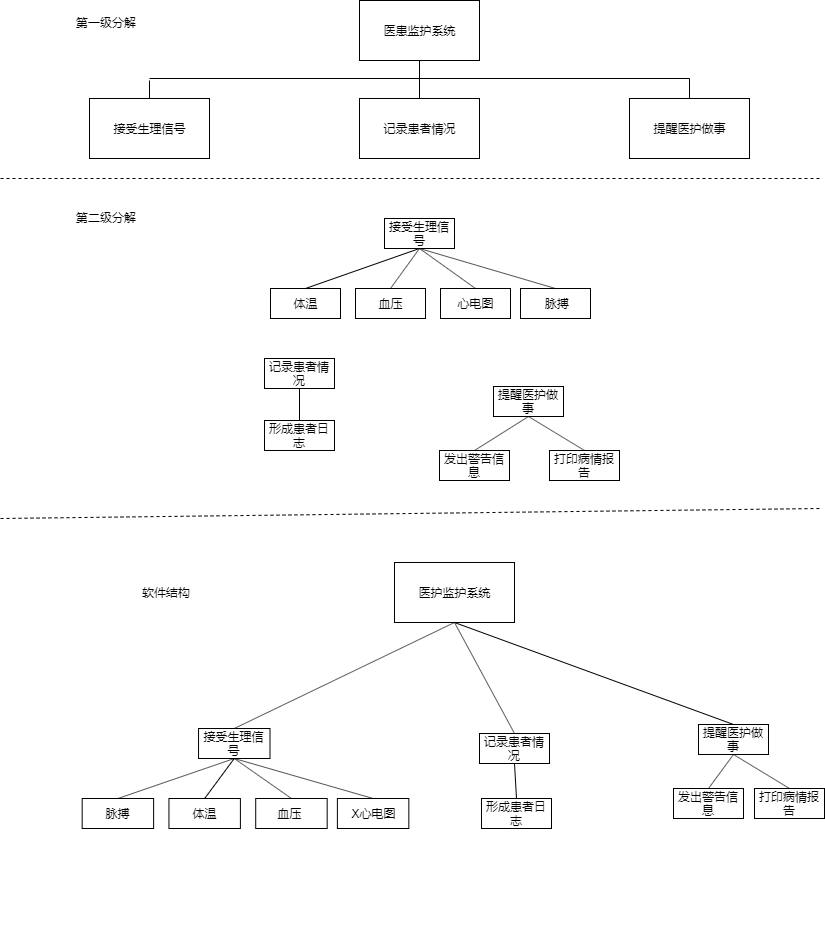 第一级分解
医患监护系统
接受生理信号
记录患者情况
提醒医护做事
第二级分解
接受生理信
号
体温
血压
心电图
脉搏
记录患者情
况
形成患者日
志
提醒医护做
事
发出警告信
息
打印病情报
告
软件结构
医护监护系统
接受生理信
号
记录患者情
况
提醒医护做
事
脉搏
体温
血压
X心电图
形成患者日
志
发出警告信
息
打印病情报
告